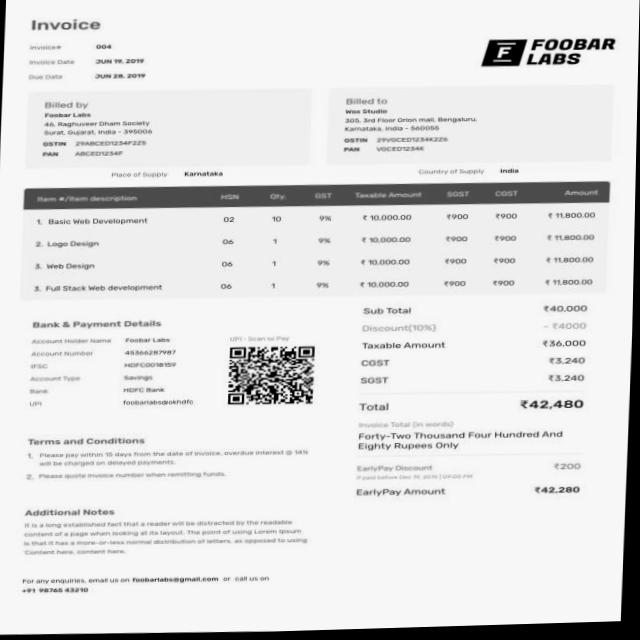 Invoice
Invoice# 004
Invoice Date JUN 19, 2019
Due Date JUN 28, 2019
FOOBAR
LABS
Billed by
Foobar Labs
46, Raghuveer Dham Society
Surat, Gujarat, India - 395006
GSTIN 29ABCED1234F2Z5
PAN ABCED1234F
Billed to
Wos Studio
305, 3rd Floor Orion mall, Bengaluru,
Karnataka, India - 560055
GSTIN 29VGCED1234K2Z6
PAN VGCED1234K
Place of Supply Karnataka
Country of Supply India
Item #/Item description HSN Qty. GST Taxable Amount SGST CGST Amount
1. Basic Web Development 02 10 9% ₹ 10,000.00 ₹900 ₹900 ₹ 11,800.00
2. Logo Design 06 1 9% ₹ 10,000.00 ₹900 ₹900 ₹ 11,800.00
3. Web Design 06 1 9% ₹ 10,000.00 ₹900 ₹900 ₹ 11,800.00
3. Full Stack Web development 06 1 9% ₹ 10,000.00 ₹900 ₹900 ₹ 11,800.00
Bank & Payment Details
Account Holder Name Foobar Labs
Account Number 45366287987
IFSC HDFC0018159
Account Type Savings
Bank HDFC Bank
UPI foobarlabs@okhdfc
UPI - Scan to Pay
Sub Total ₹40,000
Discount(10%) - ₹4000
Taxable Amount ₹36,000
CGST ₹3,240
SGST ₹3,240
Total ₹42,480
Invoice Total (in words)
Forty-Two Thousand Four Hundred And
Eighty Rupees Only
EarlyPay Discount ₹200
If paid before Dec 19, 2019 | 09:00 PM
EarlyPay Amount ₹42,280
Terms and Conditions
1. Please pay within 15 days from the date of invoice, overdue interest @ 14%
will be charged on delayed payments.
2. Please quote invoice number when remitting funds.
Additional Notes
It is a long established fact that a reader will be distracted by the readable
content of a page when looking at its layout. The point of using Lorem Ipsum
is that it has a more-or-less normal distribution of letters, as opposed to using
'Content here, content here.
For any enquiries, email us on foobarlabs@gmail.com or call us on
+91 98765 43210